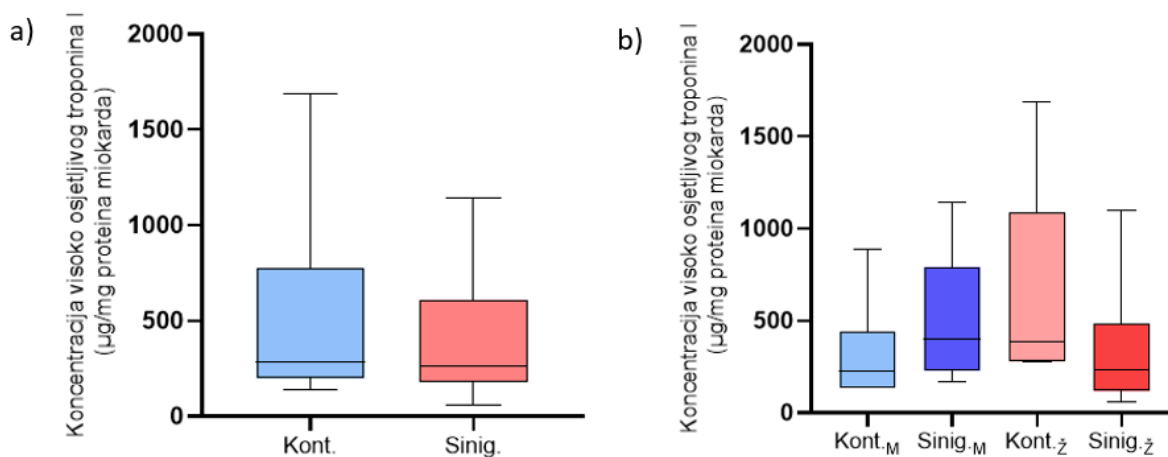 a)
Koncentracija visoko osjetljivog troponina I
(µg/mg proteina miokarda)
2000
1500
1000
500
0
Kont.
Sinig.
b)
Koncentracija visoko osjetljivog troponina I
(µg/mg proteina miokarda)
2000
1500
1000
500
0
Kont.M
Sinig.M
Kont.Ž
Sinig.Ž